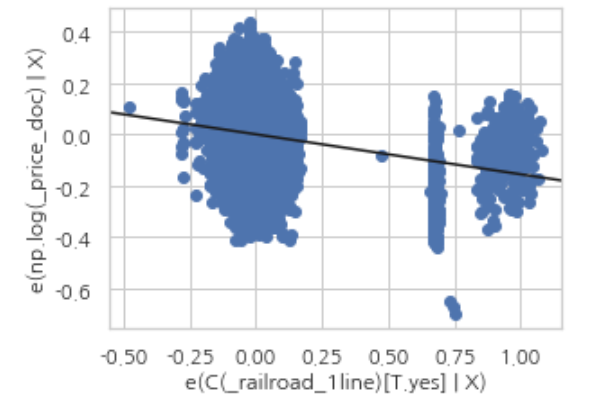 e(np.log(_price_doc) | X)
0.4
0.2
0.0
-0.2
-0.4
-0.6
-0.50 -0.25 0.00 0.25 0.50 0.75 1.00
e(C(_railroad_1line)[T.yes] | X)